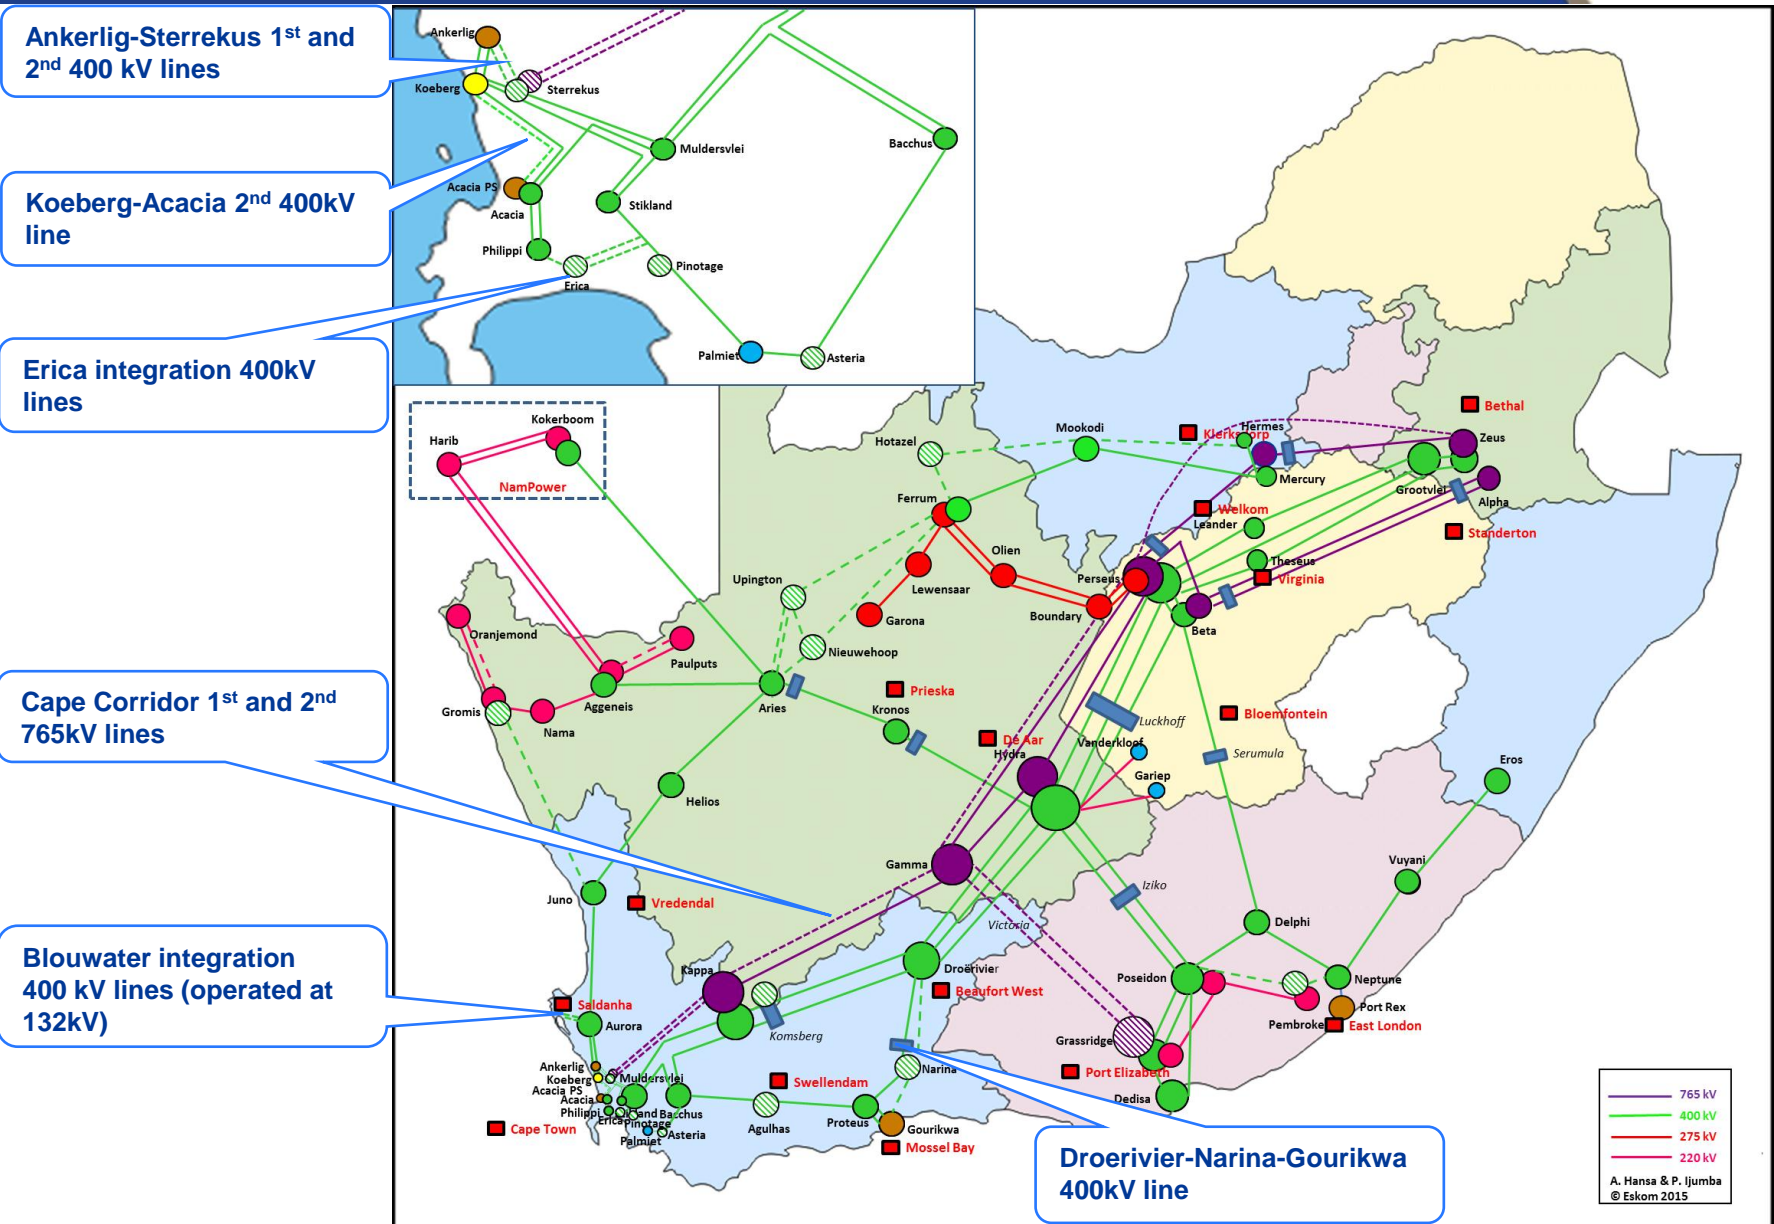 Ankerlig-Sterrekus 1st and
2nd 400 kV lines
Koeberg-Acacia 2nd 400kV
line
Erica integration 400kV
lines
Cape Corridor 1st and 2nd
765kV lines
Blouwater integration
400 kV lines (operated at
132kV)
Droerivier-Narina-Gourikwa
400kV line
Ankerlig
Koeberg
Sterrekus
Muldersvlei
Bacchus
Acacia PS
Acacia
Stikland
Philippi
Erica
Pinotage
Palmiet
Asteria
Kokerboom
Harib
NamPower
Hotazel
Mookodi
Klerksdorp
Hermes
Bethal
Zeus
Mercury
Grootvlei
Alpha
Ferrum
Welkom
Leander
Standerton
Olien
Theseus
Virginia
Upington
Lewensaar
Perseus
Boundary
Beta
Garona
Oranjemond
Nieuwehoop
Paulputs
Aggeneis
Aries
Prieska
Kronos
Gromis
Nama
Luckhoff
Bloemfontein
De Aar
Hydra
Vanderkloof
Serumula
Gariep
Eros
Helios
Gamma
Vuyani
Iziko
Juno
Vredendal
Victoria
Delphi
Kappa
Droërivier
Poseidon
Neptune
Beaufort West
Saldanha
Aurora
Port Rex
Pembroke
East London
Komsberg
Grassridge
Ankerlig
Koeberg
Muldersvlei
Narina
Port Elizabeth
Swellendam
Acacia PS
Acacia
Dedisa
Philippi
Erica
Bacchus
Pinotage
Cape Town
Palmiet
Asteria
Agulhas
Proteus
Gourikwa
Mossel Bay
765 kV
400 kV
275 kV
220 kV
A. Hansa & P. Ijumba
© Eskom 2015